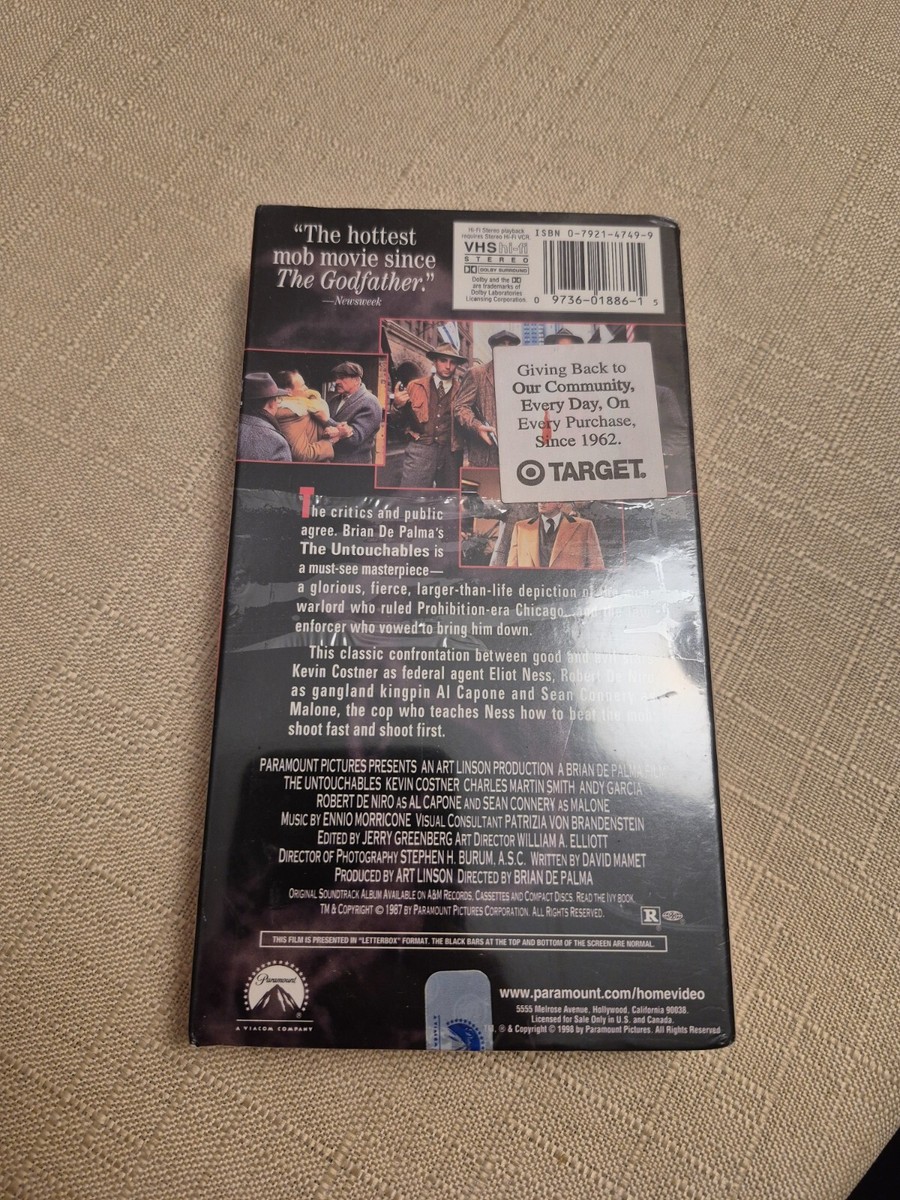 “The hottest
mob movie since
The Godfather.”
—Newsweek
Hi Fi Stereo playback
requires Stereo Hi-Fi VCR.
VHS hi-fi
STEREO
DOLBY SURROUND
Dolby and the
are trademarks of
Dolby Laboratories
Licensing Corporation.
ISBN 0-7921-4749-9
0 9736-01886-1 5
Giving Back to
Our Community,
Every Day, On
Every Purchase,
Since 1962.
TARGET.
The critics and public
agree. Brian De Palma's
The Untouchables is
a must-see masterpiece—
a glorious, fierce, larger-than-life depiction of the
warlord who ruled Prohibition-era Chicago, and the
enforcer who vowed to bring him down.
This classic confrontation between good and evil
Kevin Costner as federal agent Eliot Ness, Robert De
as gangland kingpin Al Capone and Sean Connery
Malone, the cop who teaches Ness how to beat the
shoot fast and shoot first.
PARAMOUNT PICTURES PRESENTS AN ART LINSON PRODUCTION A BRIAN DE PALMA FILM
THE UNTOUCHABLES KEVIN COSTNER CHARLES MARTIN SMITH ANDY GARCIA
ROBERT DE NIRO AS AL CAPONE AND SEAN CONNERY AS MALONE
MUSIC BY ENNIO MORRICONE VISUAL CONSULTANT PATRIZIA VON BRANDENSTEIN
EDITED BY JERRY GREENBERG ART DIRECTOR WILLIAM A. ELLIOTT
DIRECTOR OF PHOTOGRAPHY STEPHEN H. BURUM, A.S.C. WRITTEN BY DAVID MAMET
PRODUCED BY ART LINSON DIRECTED BY BRIAN DE PALMA
ORIGINAL SOUNDTRACK ALBUM AVAILABLE ON A&M RECORDS, CASSETTES AND COMPACT DISCS. READ THE IVY BOOK.
TM & COPYRIGHT © 1987 BY PARAMOUNT PICTURES CORPORATION. ALL RIGHTS RESERVED.
R
THIS FILM IS PRESENTED IN "LETTERBOX" FORMAT. THE BLACK BARS AT THE TOP AND BOTTOM OF THE SCREEN ARE NORMAL.
Paramount
®
A VIACOM COMPANY
www.paramount.com/homevideo
5555 Melrose Avenue, Hollywood, California 90038.
Licensed for Sale Only in U.S. and Canada.
TM, ® & Copyright © 1998 by Paramount Pictures. All Rights Reserved